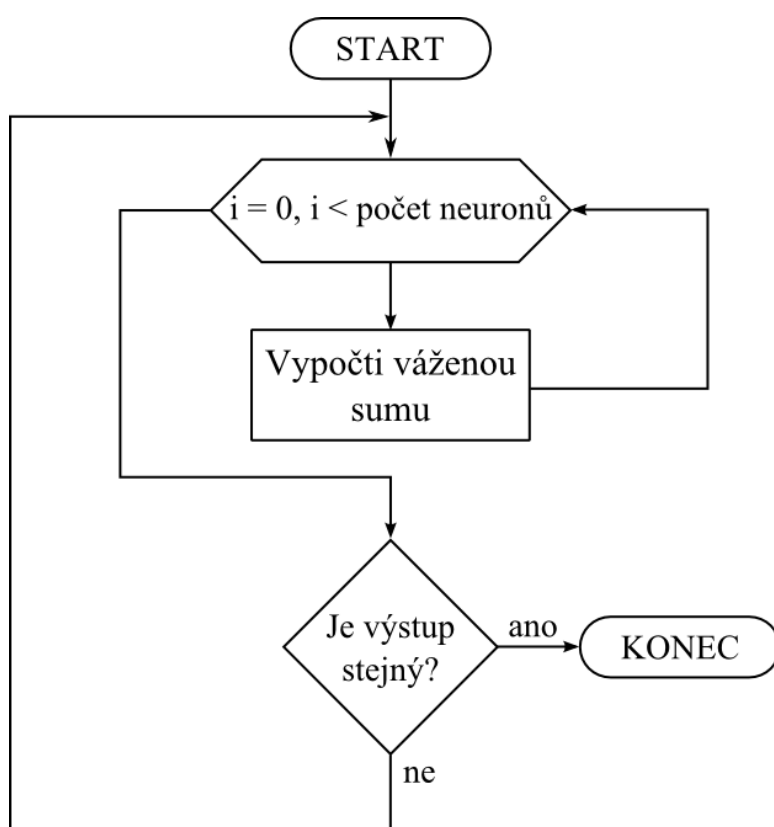 START
i = 0, i < počet neuronů
Vypočti váženou
sumu
Je výstup
stejný?
ano
KONEC
ne